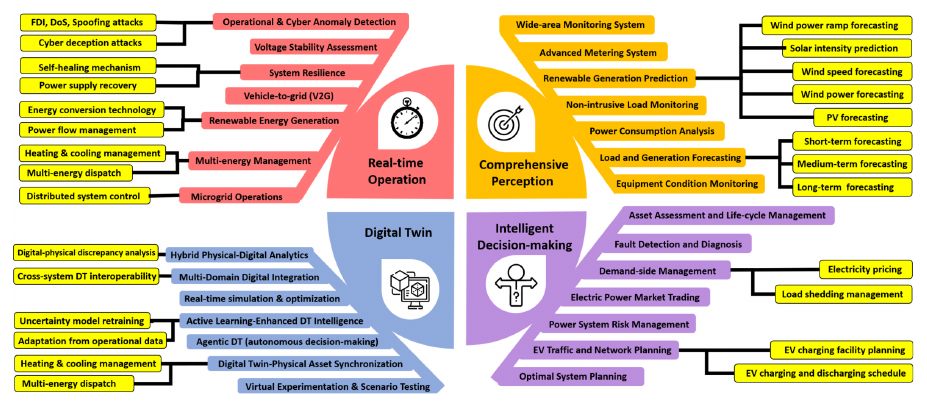 FDI, DoS, Spoofing attacks
Cyber deception attacks
Self-healing mechanism
Power supply recovery
Energy conversion technology
Power flow management
Heating & cooling management
Multi-energy dispatch
Distributed system control
Operational & Cyber Anomaly Detection
Voltage Stability Assessment
System Resilience
Vehicle-to-grid (V2G)
Renewable Energy Generation
Multi-energy Management
Microgrid Operations
Real-time
Operation
Comprehensive
Perception
Wide-area Monitoring System
Advanced Metering System
Renewable Generation Prediction
Non-intrusive Load Monitoring
Power Consumption Analysis
Load and Generation Forecasting
Equipment Condition Monitoring
Wind power ramp forecasting
Solar intensity prediction
Wind speed forecasting
Wind power forecasting
PV forecasting
Short-term forecasting
Medium-term forecasting
Long-term forecasting
Digital-physical discrepancy analysis
Cross-system DT interoperability
Uncertainty model retraining
Adaptation from operational data
Heating & cooling management
Multi-energy dispatch
Hybrid Physical-Digital Analytics
Multi-Domain Digital Integration
Real-time simulation & optimization
Active Learning-Enhanced DT Intelligence
Agentic DT (autonomous decision-making)
Digital Twin-Physical Asset Synchronization
Virtual Experimentation & Scenario Testing
Digital Twin
Intelligent
Decision-making
?
Asset Assessment and Life-cycle Management
Fault Detection and Diagnosis
Demand-side Management
Electric Power Market Trading
Power System Risk Management
EV Traffic and Network Planning
Optimal System Planning
Electricity pricing
Load shedding management
EV charging facility planning
EV charging and discharging schedule